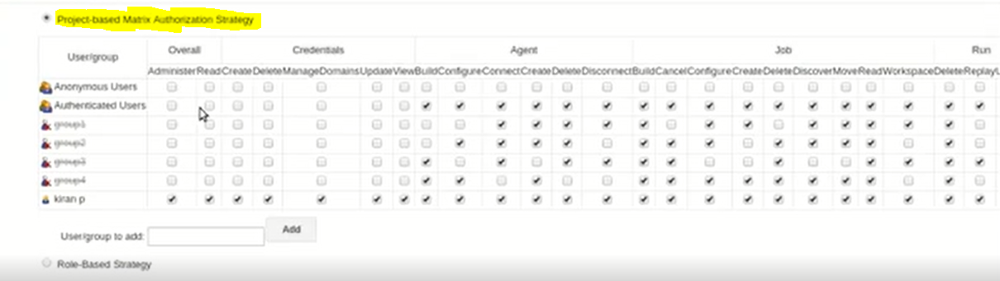 Project-based Matrix Authorization Strategy
User/group Overall Credentials Agent Job Run
Administer Read Create Delete ManageDomains Update View Build Configure Connect Create Delete Disconnect Build Cancel Configure Create Delete Discover Move Read Workspace Delete Replay
Anonymous Users
Authenticated Users
group1
group2
group3
group4
kiran p
User/group to add: Add
Role-Based Strategy